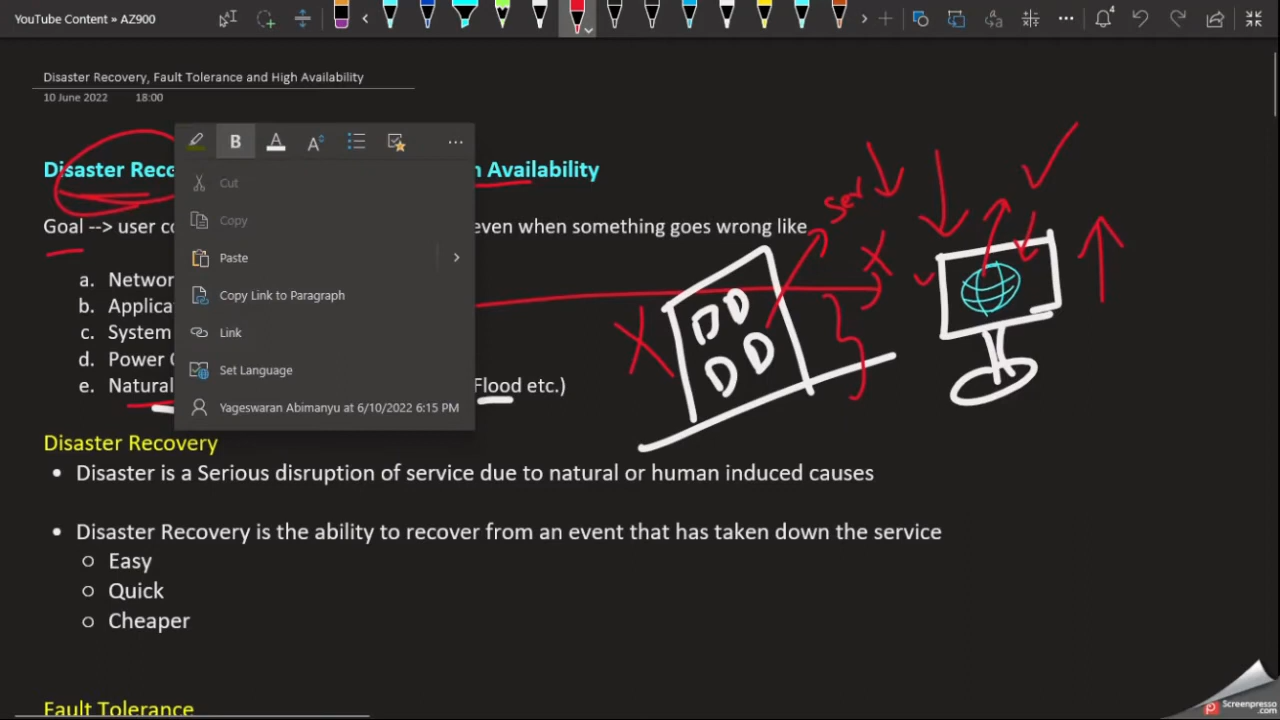 YouTube Content » AZ900
4
Disaster Recovery, Fault Tolerance and High Availability
10 June 2022 18:00
B A A
Disaster Reco Availability
Cut
Goal --> user co even when something goes wrong like
Copy
ser
a. Networ
Paste
b. Applica
Copy Link to Paragraph
c. System
Link
d. Power
Set Language
e. Natural Flood etc.)
Yageswaran Abimanyu at 6/10/2022 6:15 PM
Disaster Recovery
• Disaster is a Serious disruption of service due to natural or human induced causes
• Disaster Recovery is the ability to recover from an event that has taken down the service
o Easy
o Quick
o Cheaper
Fault Tolerance
Screenpresso
.com